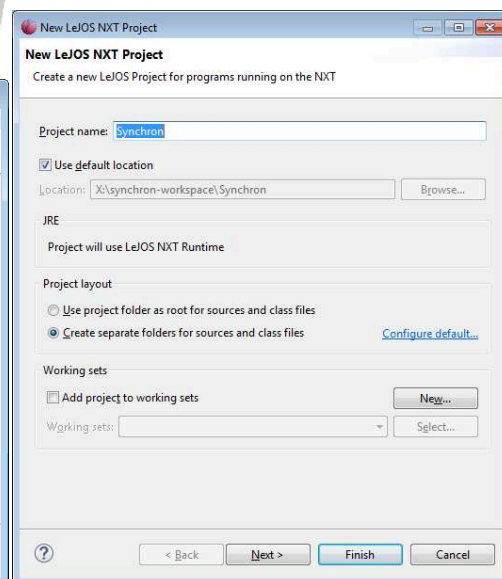 New LeJOS NXT Project
New LeJOS NXT Project
Create a new LeJOS Project for programs running on the NXT
Project name: Synchron
Use default location
Location: X:\synchron-workspace\Synchron Browse...
JRE
Project will use LeJOS NXT Runtime
Project layout
Use project folder as root for sources and class files
Create separate folders for sources and class files Configure default...
Working sets
Add project to working sets New...
Working sets: Select...
? < Back Next > Finish Cancel